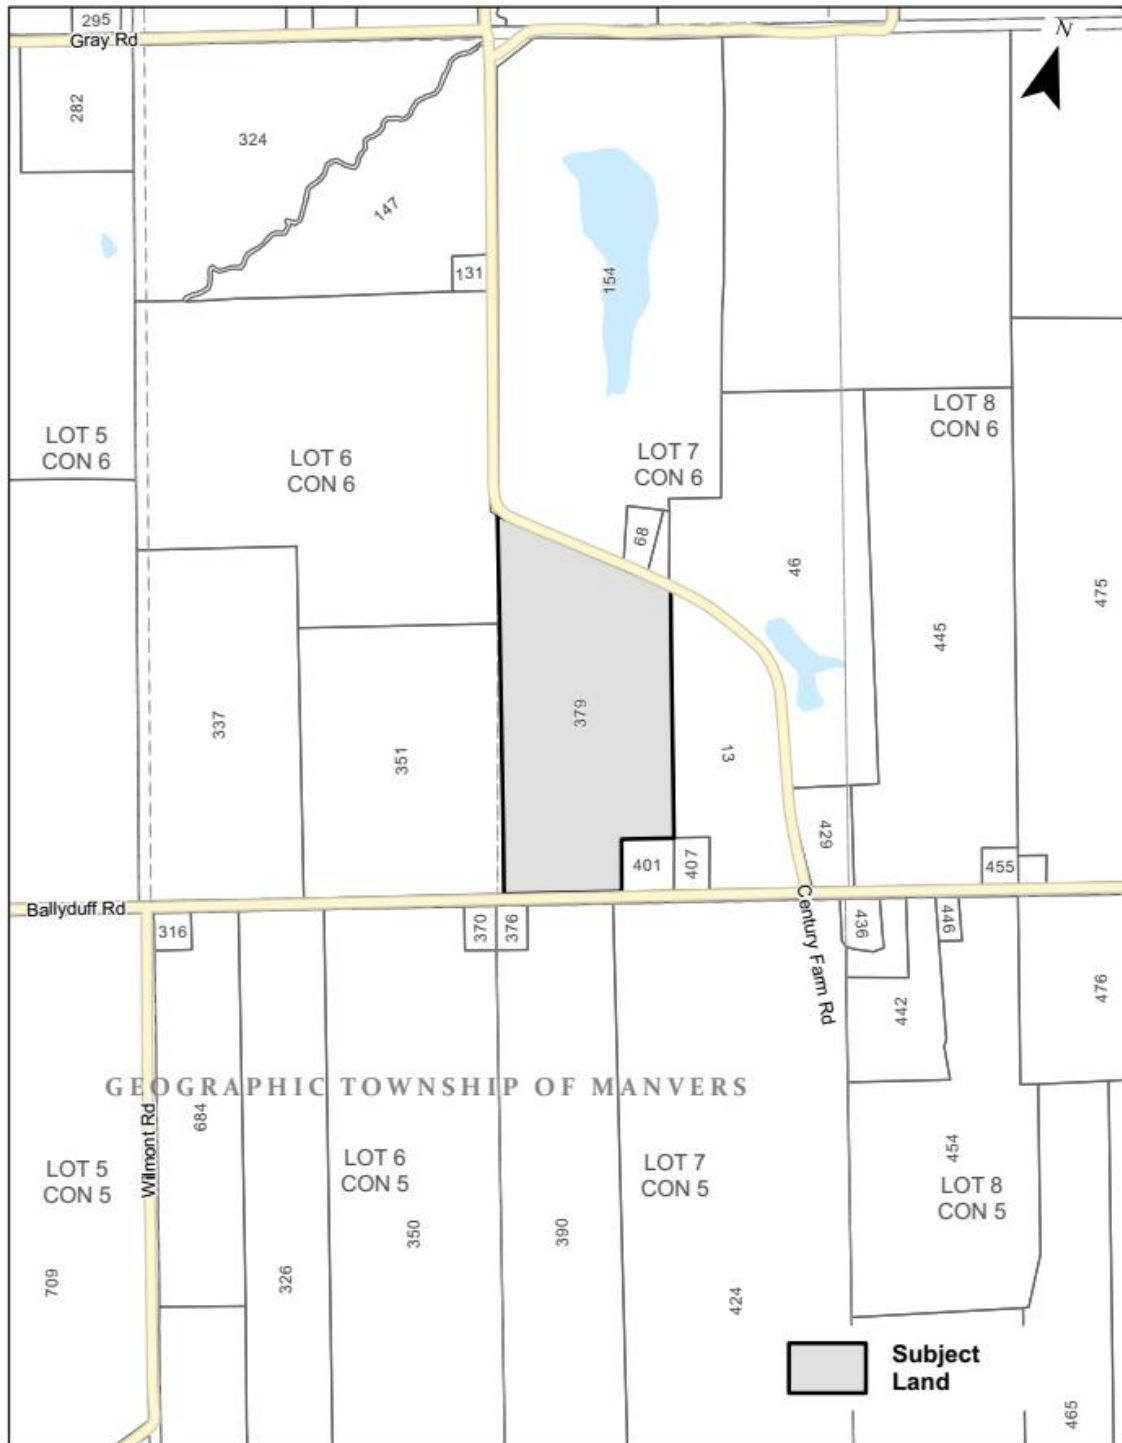 295
Gray Rd
N
282
324
147
131
154
LOT 5
CON 6
LOT 6
CON 6
LOT 7
CON 6
LOT 8
CON 6
68
46
475
445
337
351
379
13
429
401
407
455
Ballyduff Rd
316
370
376
Century Farm Rd
436
446
442
476
GEOGRAPHIC TOWNSHIP OF MANVERS
684
Wilmont Rd
LOT 5
CON 5
LOT 6
CON 5
LOT 7
CON 5
454
LOT 8
CON 5
709
326
350
390
424
Subject
Land
465